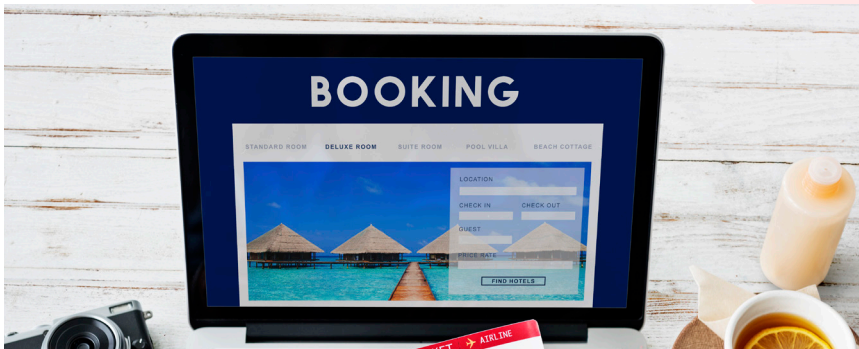 BOOKING
STANDARD ROOM DELUXE ROOM SUITE ROOM POOL VILLA BEACH COTTAGE
LOCATION
CHECK IN CHECK OUT
GUEST
PRICE RATE
FIND HOTELS
AIRLINE